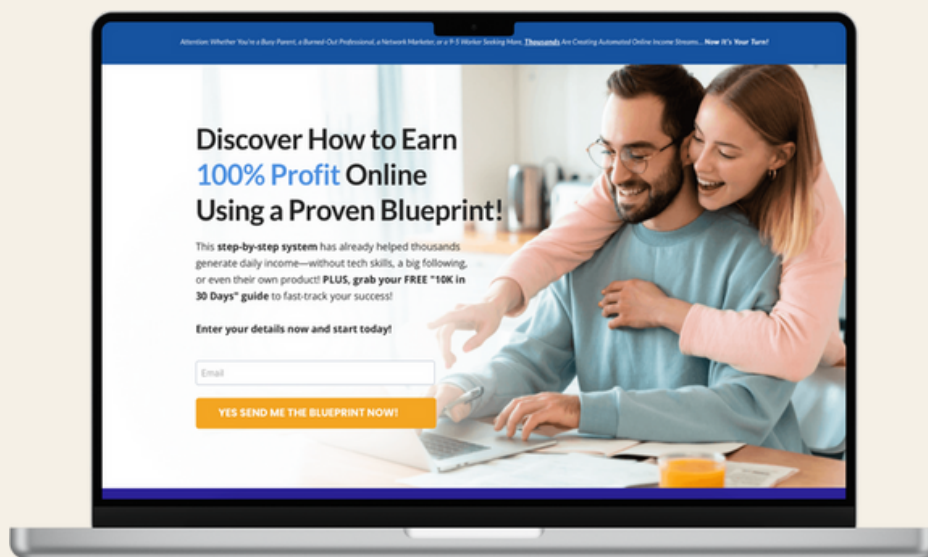 Attention: Whether You're a Busy Parent, a Burned-Out Professional, a Network Marketer, or a 9-5 Worker Seeking More, Thousands Are Creating Automated Online Income Streams... Now It's Your Turn!
Discover How to Earn
100% Profit Online
Using a Proven Blueprint!
This step-by-step system has already helped thousands
generate daily income—without tech skills, a big following,
or even their own product! PLUS, grab your FREE "10K in
30 Days" guide to fast-track your success!
Enter your details now and start today!
Email
YES SEND ME THE BLUEPRINT NOW!